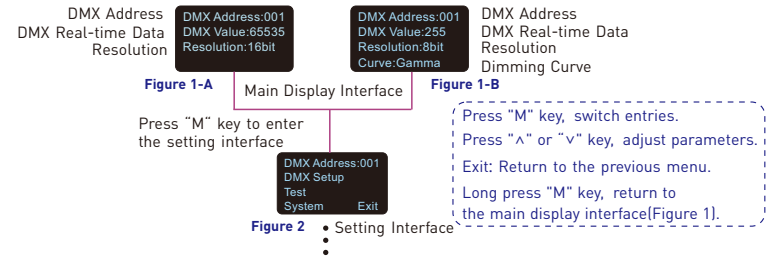 DMX Address
DMX Real-time Data
Resolution
DMX Address:001
DMX Value:65535
Resolution:16bit
Figure 1-A
DMX Address:001
DMX Value:255
Resolution:8bit
Curve:Gamma
Figure 1-B
DMX Address
DMX Real-time Data
Resolution
Dimming Curve
Main Display Interface
Press "M" key to enter
the setting interface
DMX Address:001
DMX Setup
Test
System Exit
Figure 2
Setting Interface
Press "M" key, switch entries.
Press "∧" or "∨" key, adjust parameters.
Exit: Return to the previous menu.
Long press "M" key, return to
the main display interface(Figure 1).